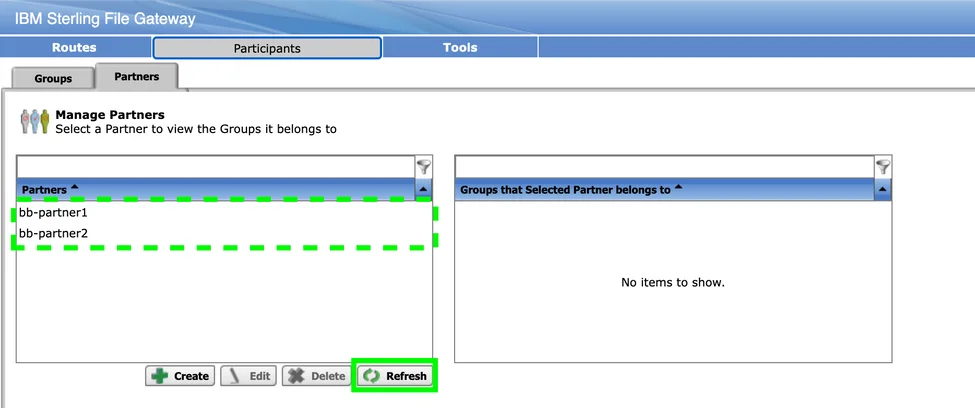 IBM Sterling File Gateway
Routes
Participants
Tools
Groups
Partners
Manage Partners
Select a Partner to view the Groups it belongs to
Partners
Groups that Selected Partner belongs to
bb-partner1
bb-partner2
No items to show.
Create
Edit
Delete
Refresh